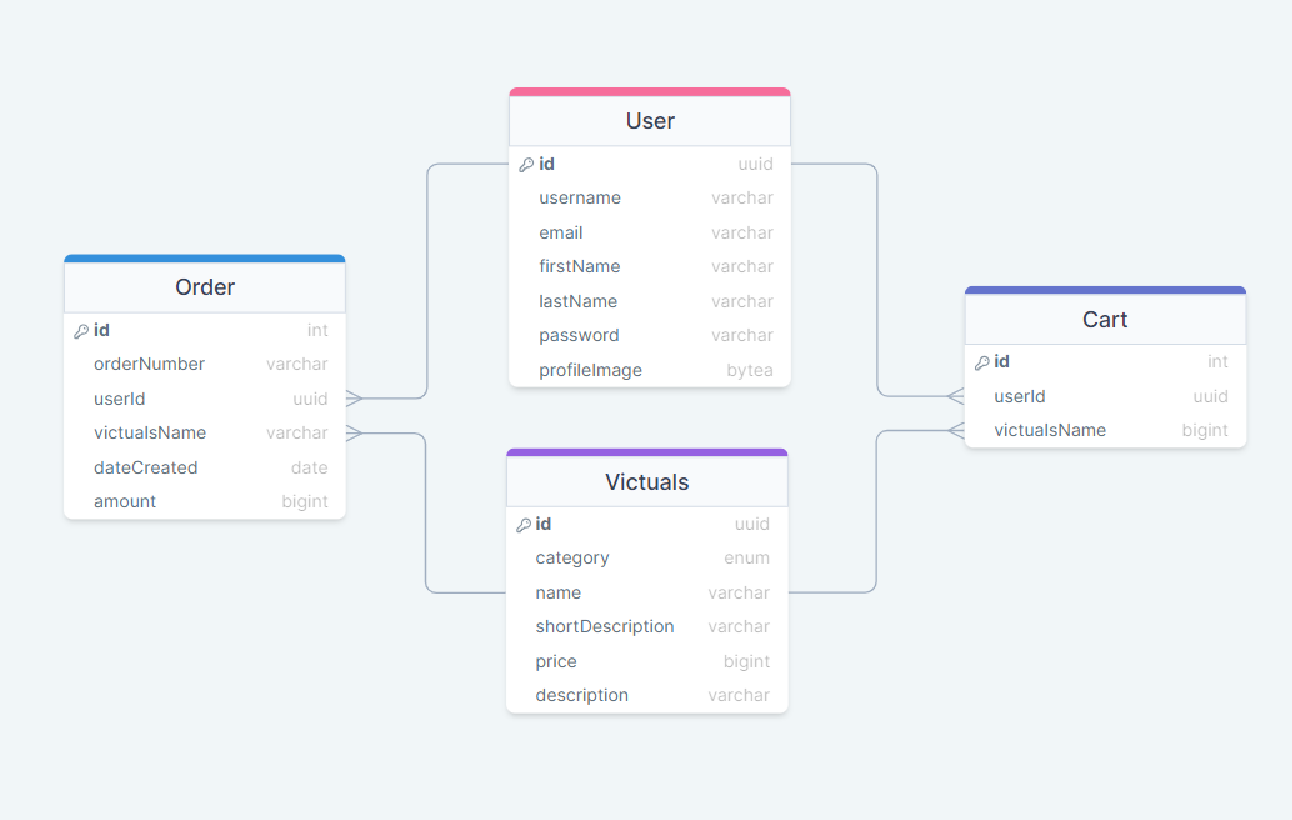 User
id uuid
username varchar
email varchar
firstName varchar
lastName varchar
password varchar
profileImage bytea
Order
id int
orderNumber varchar
userId uuid
victualsName varchar
dateCreated date
amount bigint
Cart
id int
userId uuid
victualsName bigint
Victuals
id uuid
category enum
name varchar
shortDescription varchar
price bigint
description varchar